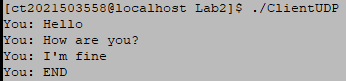 [ct2021503558@localhost Lab2]$ ./ClientUDP
You: Hello
You: How are you?
You: I'm fine
You: END